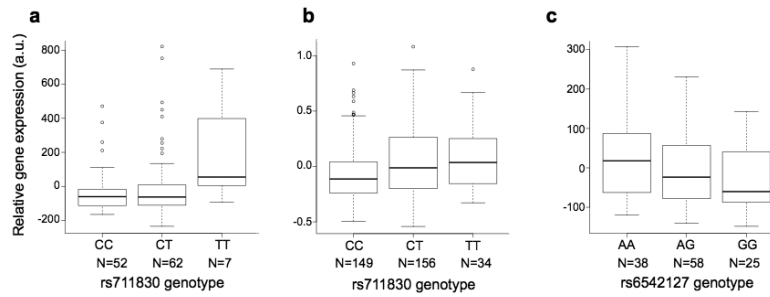 a
b
c
Relative gene expression (a.u.)
800
600
400
200
0
-200
CC CT TT
N=52 N=62 N=7
rs711830 genotype
1.0
0.5
0.0
-0.5
CC CT TT
N=149 N=156 N=34
rs711830 genotype
300
200
100
0
-100
AA AG GG
N=38 N=58 N=25
rs6542127 genotype